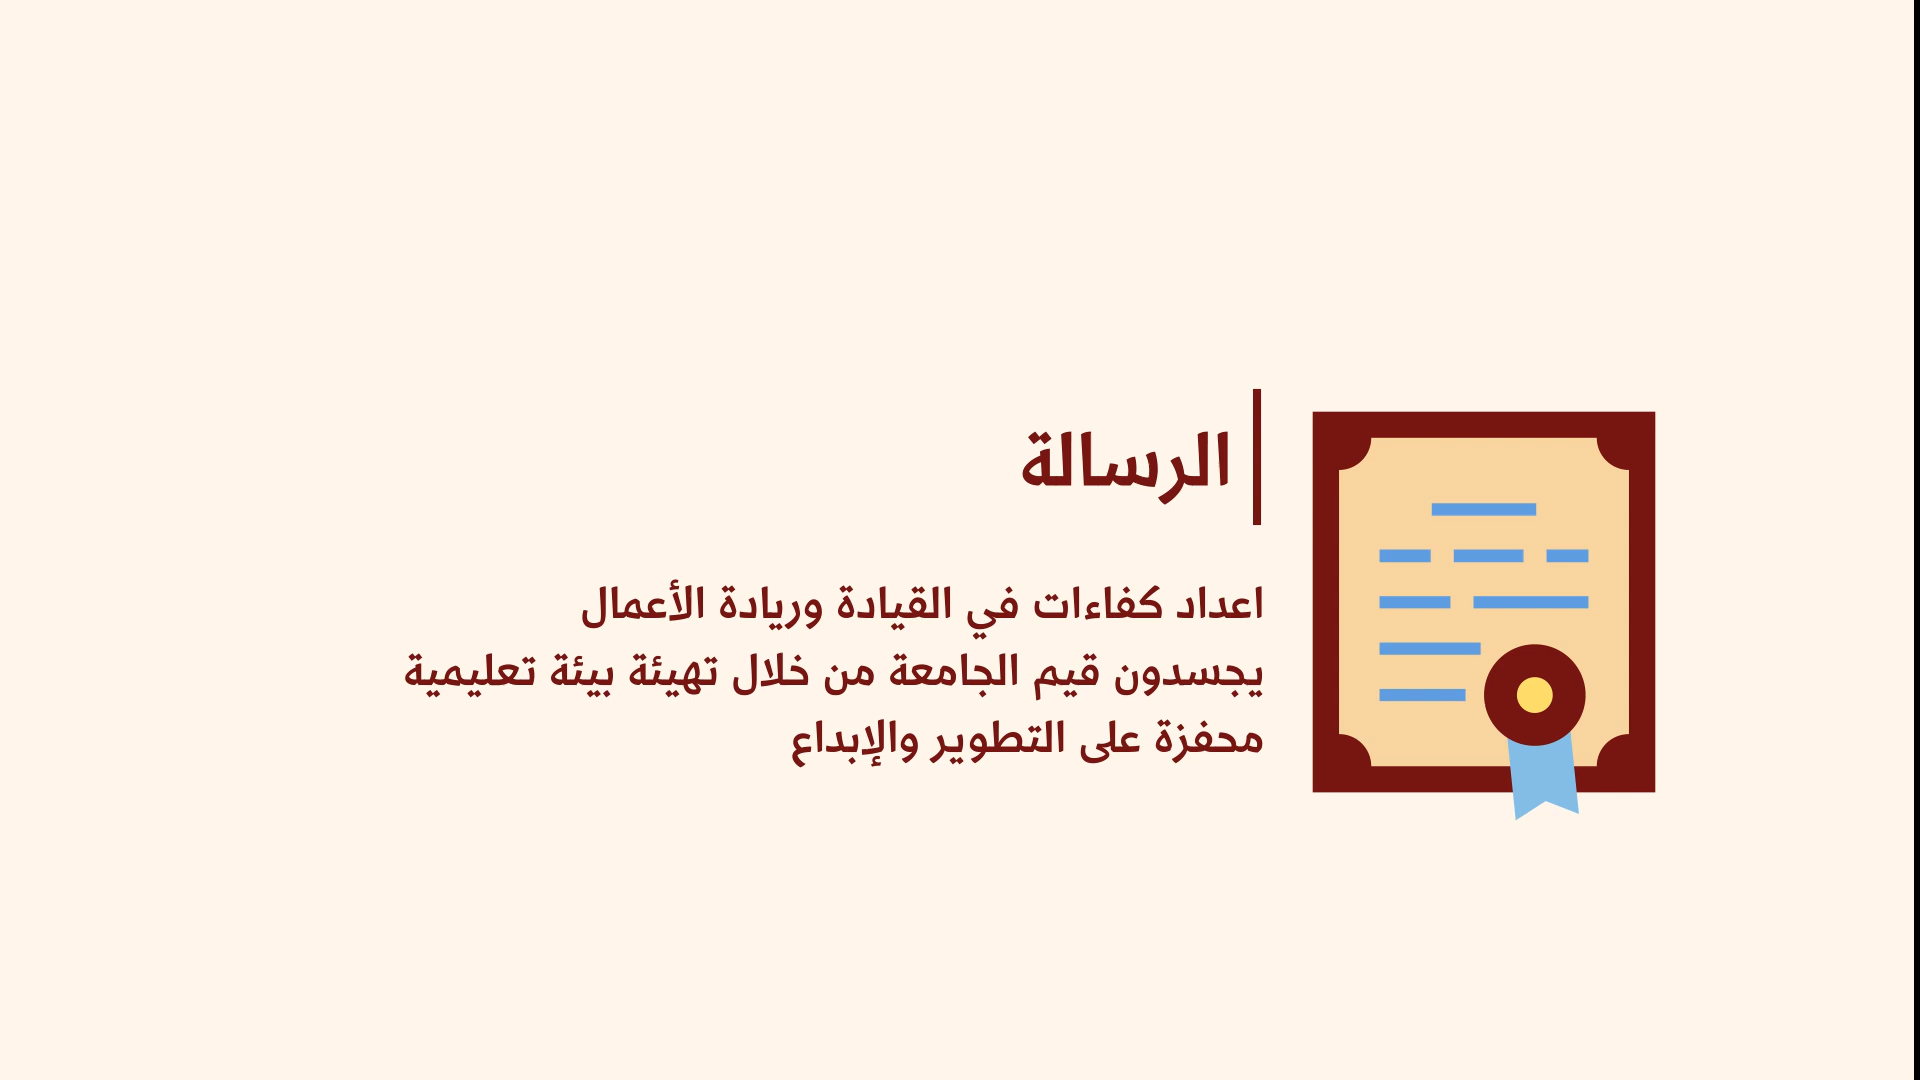 الرسالة
اعداد كفاءات في القيادة وريادة الأعمال
يجسدون قيم الجامعة من خلال تهيئة بيئة تعليمية
محفزة على التطوير والإبداع